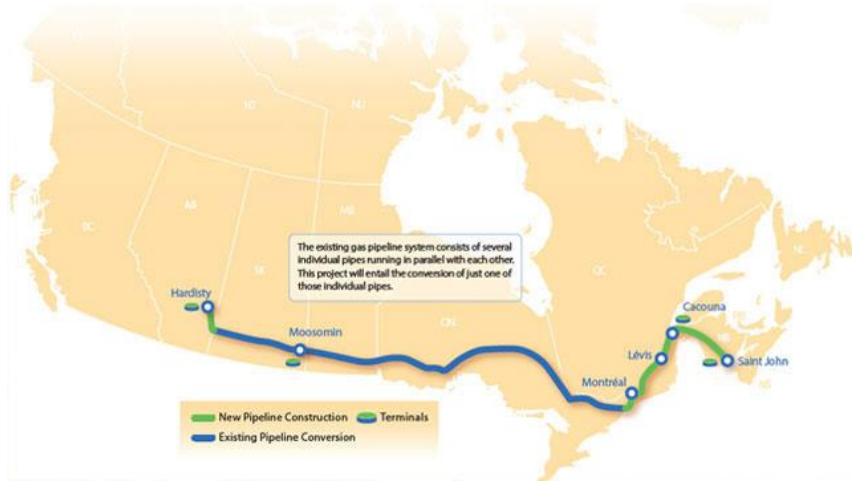 NT
NU
BC
AB
SK
MB
ON
QC
NL
NS
The existing gas pipeline system consists of several
individual pipes running in parallel with each other.
This project will entail the conversion of just one of
those individual pipes.
Hardisty
Moosomin
Cacouna
Lévis
Saint John
Montréal
New Pipeline Construction
Terminals
Existing Pipeline Conversion